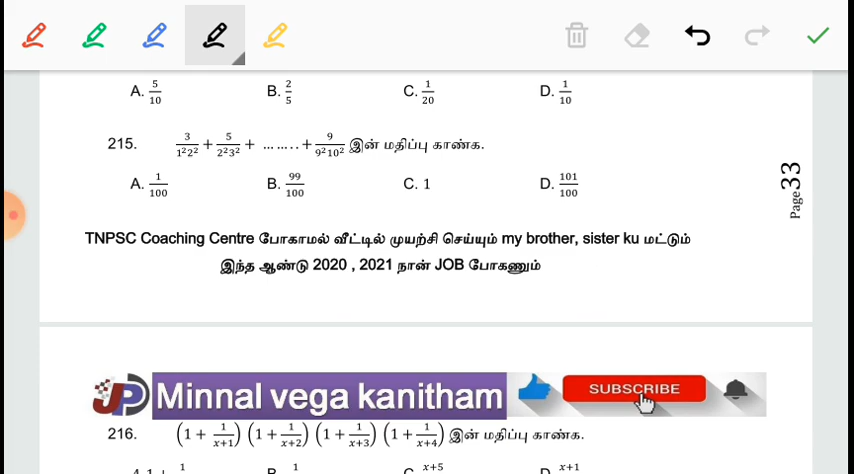 A. 5/10 B. 2/5 C. 1/20 D. 1/10
215. 3/1²2² + 5/2²3² + ........ + 9/9²10² இன் மதிப்பு காண்க.
A. 1/100 B. 99/100 C. 1 D. 101/100
Page33
TNPSC Coaching Centre போகாமல் வீட்டில் முயற்சி செய்யும் my brother, sister ku மட்டும்
இந்த ஆண்டு 2020 , 2021 நான் JOB போகணும்
JP Minnal vega kanitham SUBSCRIBE
216. (1 + 1/x+1) (1 + 1/x+2) (1 + 1/x+3) (1 + 1/x+4) இன் மதிப்பு காண்க.
x+5 x+1